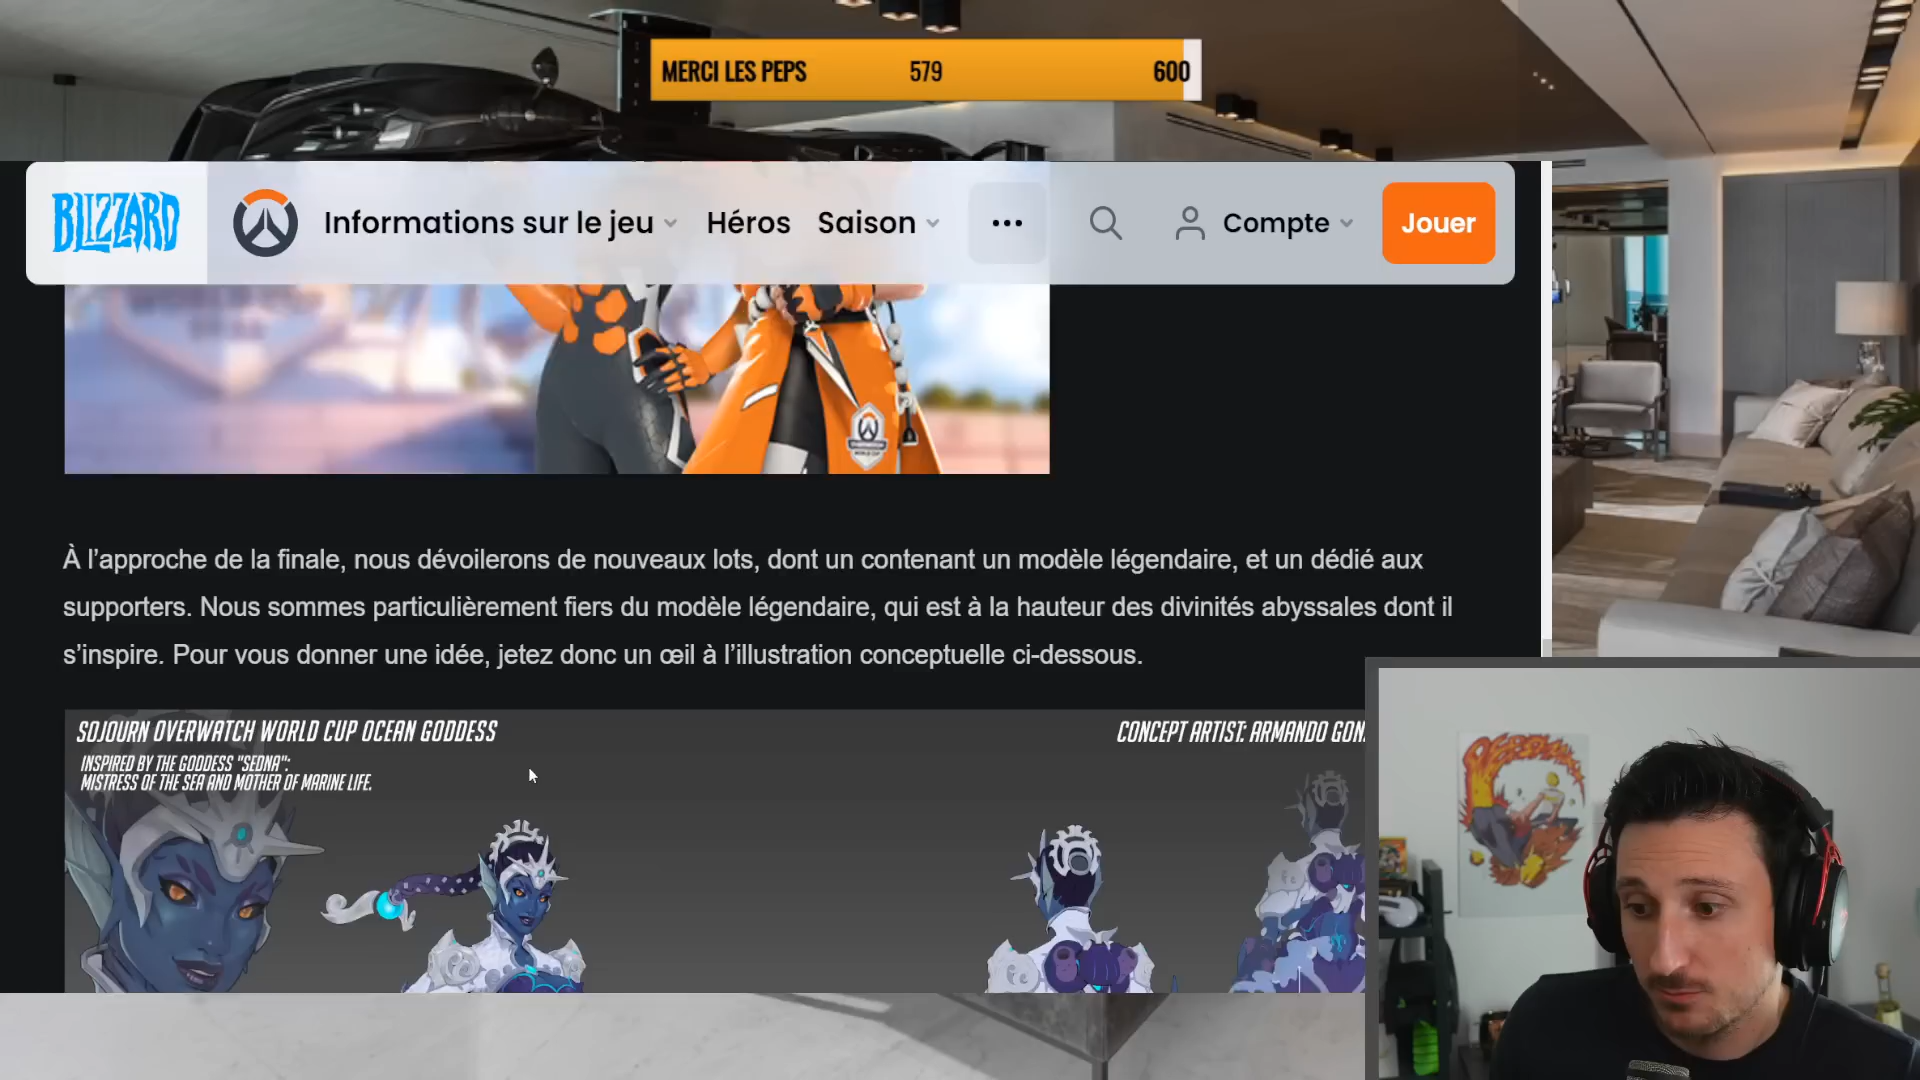 MERCI LES PEPS 579 600
BLIZZARD Informations sur le jeu Héros Saison ... Compte Jouer
OVERWATCH
WORLD CUP
À l’approche de la finale, nous dévoilerons de nouveaux lots, dont un contenant un modèle légendaire, et un dédié aux
supporters. Nous sommes particulièrement fiers du modèle légendaire, qui est à la hauteur des divinités abyssales dont il
s’inspire. Pour vous donner une idée, jetez donc un œil à l’illustration conceptuelle ci-dessous.
SOJOURN OVERWATCH WORLD CUP OCEAN GODDESS
CONCEPT ARTIST: ARMANDO
INSPIRED BY THE GODDESS "SEDNA":
MISTRESS OF THE SEA AND MOTHER OF MARINE LIFE.